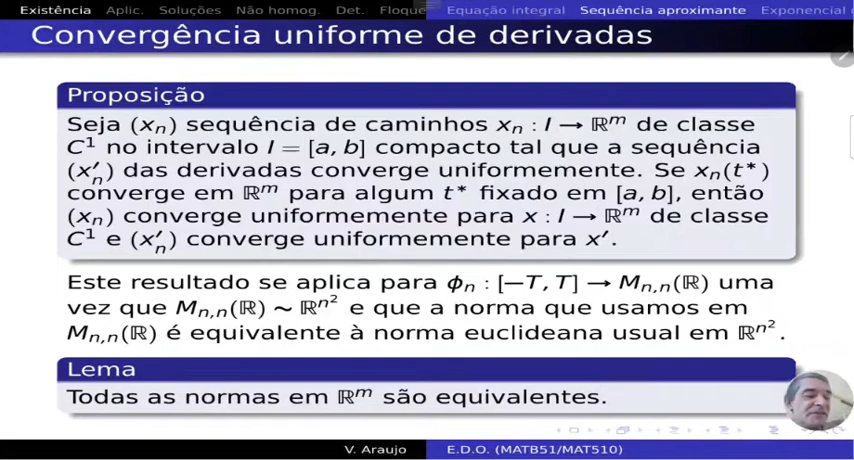 Existência Aplic. Soluções Não homog. Det. Floque Equação integral Sequência aproximante Exponencial
Convergência uniforme de derivadas
Proposição
Seja (xₙ) sequência de caminhos xₙ : I → ℝᵐ de classe
C¹ no intervalo I = [a, b] compacto tal que a sequência
(x′ₙ) das derivadas converge uniformemente. Se xₙ(t*)
converge em ℝᵐ para algum t* fixado em [a, b], então
(xₙ) converge uniformemente para x : I → ℝᵐ de classe
C¹ e (x′ₙ) converge uniformemente para x′.
Este resultado se aplica para ϕₙ : [−T, T] → Mₙ,ₙ(ℝ) uma
vez que Mₙ,ₙ(ℝ) ∼ ℝⁿ² e que a norma que usamos em
Mₙ,ₙ(ℝ) é equivalente à norma euclideana usual em ℝⁿ².
Lema
Todas as normas em ℝᵐ são equivalentes.
V. Araujo E.D.O. (MATB51/MAT510)